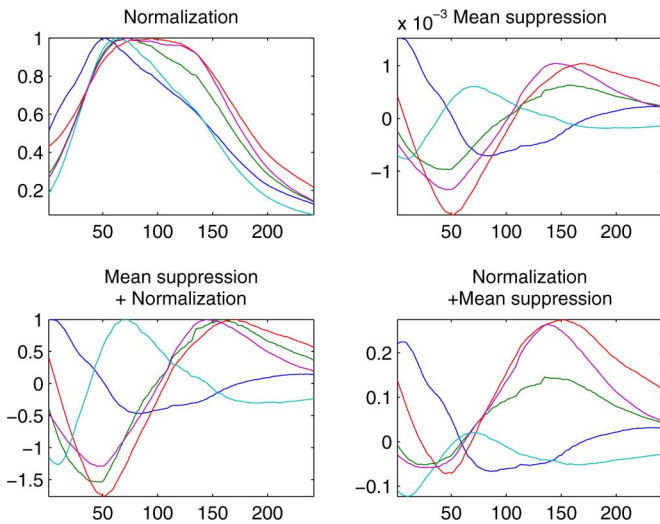 Normalization
1
0.8
0.6
0.4
0.2
50 100 150 200
x 10⁻³ Mean suppression
1
0
−1
50 100 150 200
Mean suppression
+ Normalization
1
0.5
0
−0.5
−1
−1.5
50 100 150 200
Normalization
+Mean suppression
0.2
0.1
0
−0.1
50 100 150 200